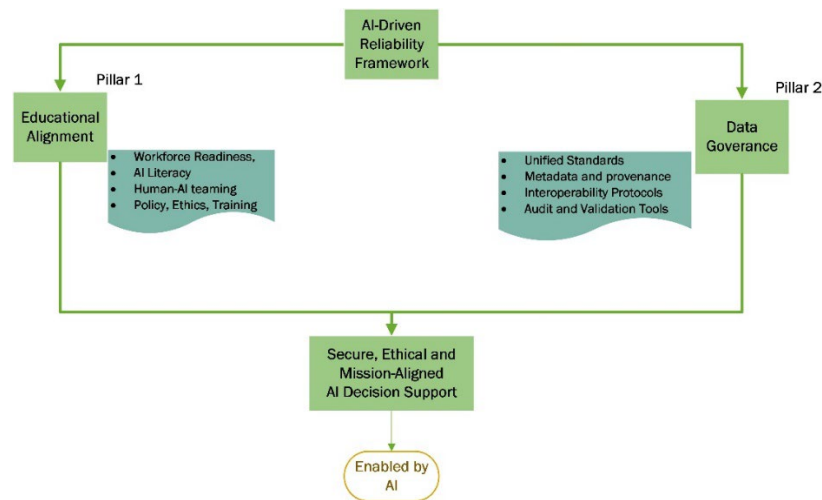 AI-Driven
Reliability
Framework
Pillar 1
Educational
Alignment
• Workforce Readiness,
• AI Literacy
• Human-AI teaming
• Policy, Ethics, Training
Pillar 2
Data
Goverance
• Unified Standards
• Metadata and provenance
• Interoperability Protocols
• Audit and Validation Tools
Secure, Ethical and
Mission-Aligned
AI Decision Support
Enabled by
AI